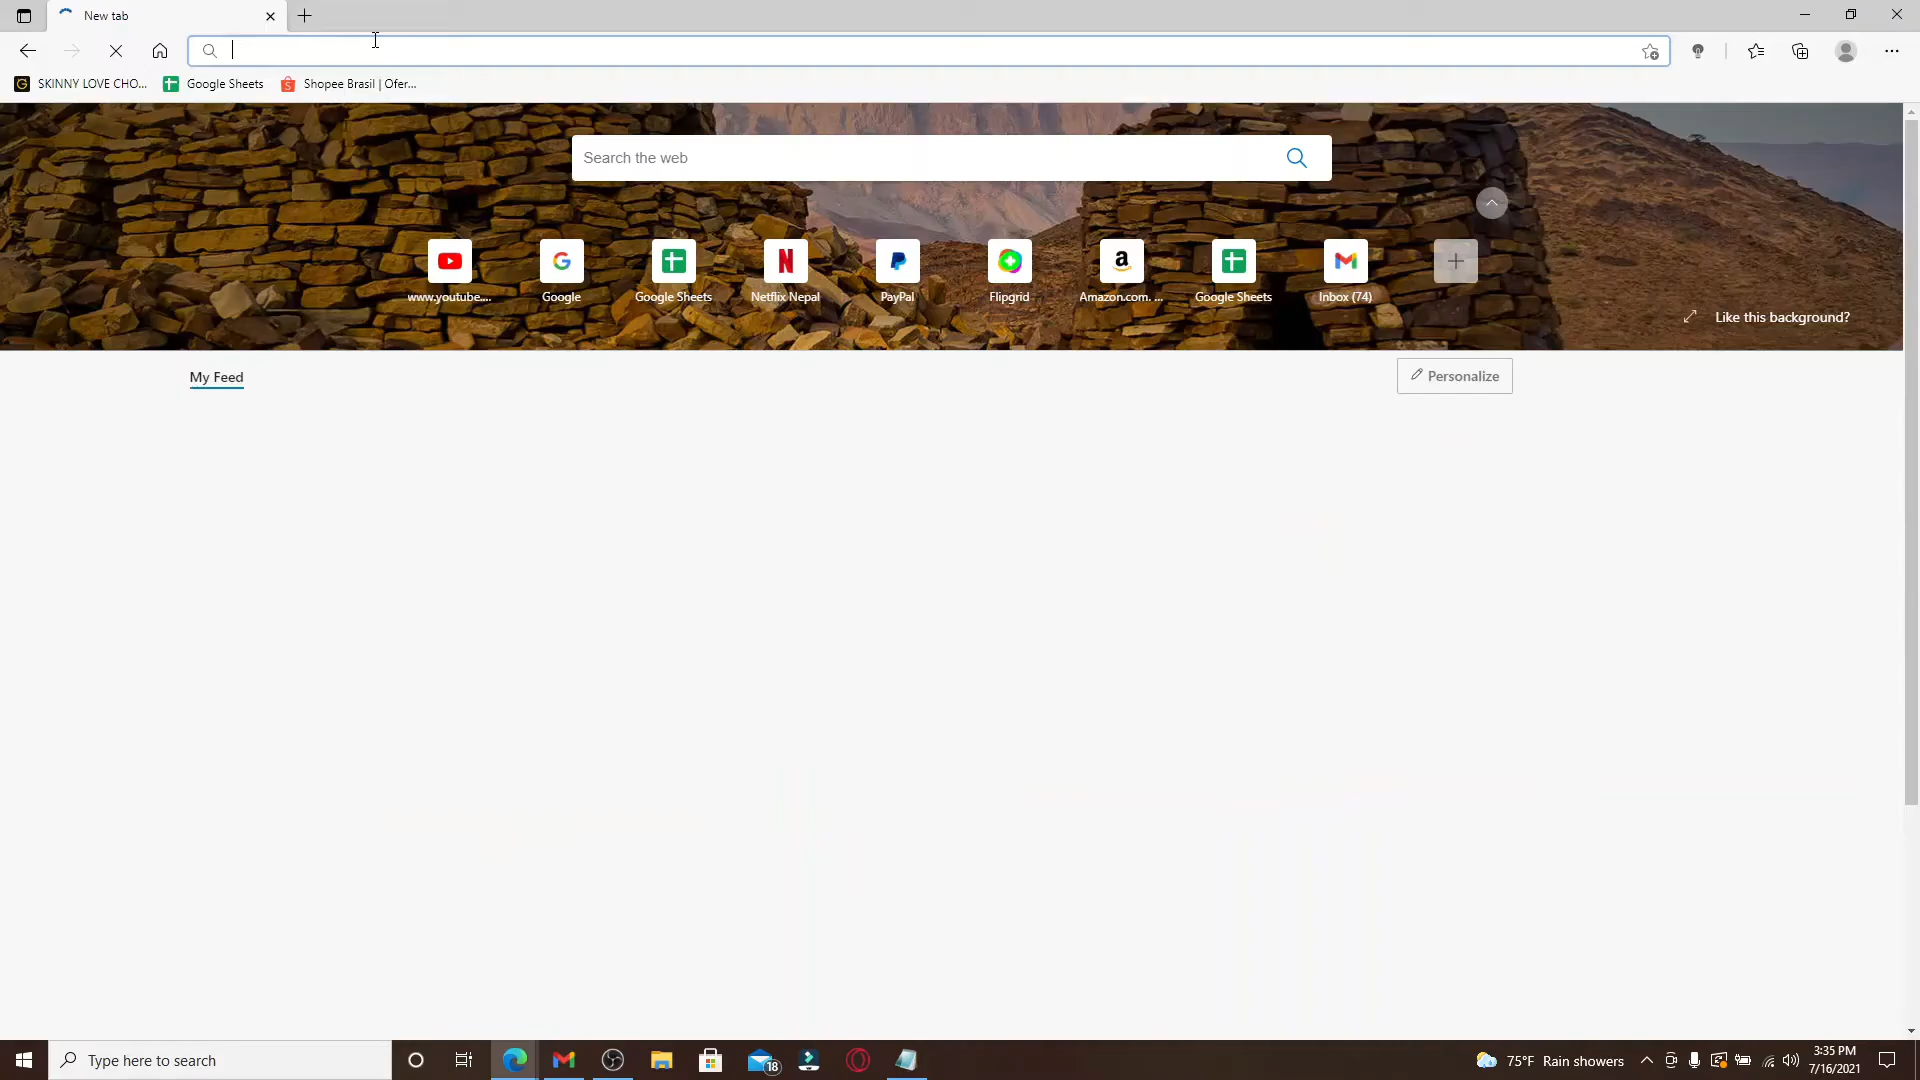 New tab
SKINNY LOVE CHO... Google Sheets Shopee Brasil | Ofer...
Search the web
www.youtube.... Google Google Sheets Netflix Nepal PayPal Flipgrid Amazon.com. ... Google Sheets Inbox (74)
Like this background?
My Feed Personalize
Type here to search 18 75°F Rain showers 3:35 PM
7/16/2021